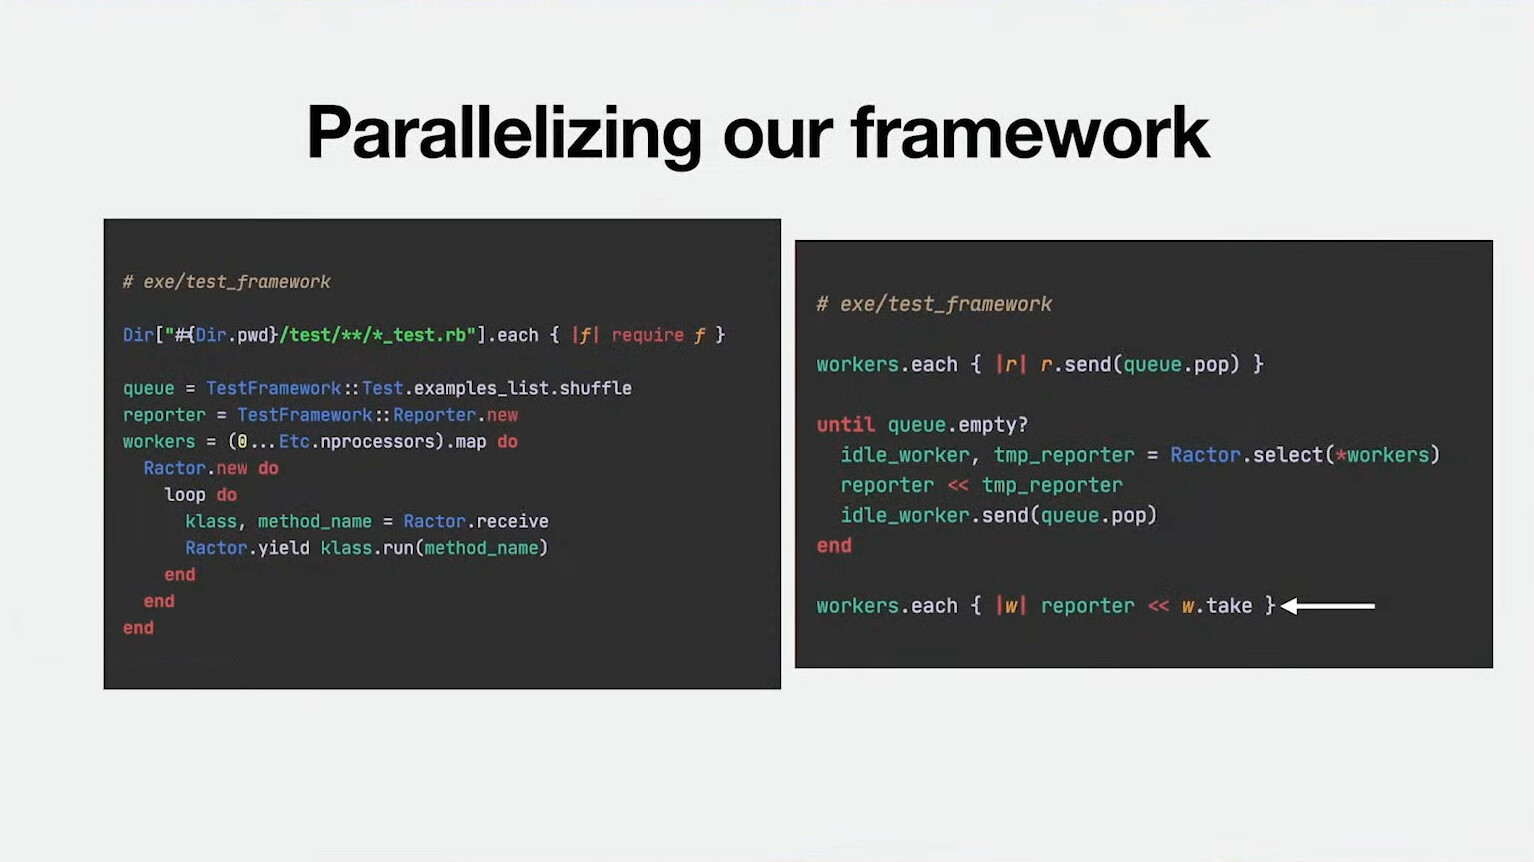 Parallelizing our framework
# exe/test_framework
Dir["#{Dir.pwd}/test/**/*_test.rb"].each { |f| require f }
queue = TestFramework::Test.examples_list.shuffle
reporter = TestFramework::Reporter.new
workers = (0...Etc.nprocessors).map do
  Ractor.new do
    loop do
      klass, method_name = Ractor.receive
      Ractor.yield klass.run(method_name)
    end
  end
end
# exe/test_framework
workers.each { |r| r.send(queue.pop) }
until queue.empty?
  idle_worker, tmp_reporter = Ractor.select(*workers)
  reporter << tmp_reporter
  idle_worker.send(queue.pop)
end
workers.each { |w| reporter << w.take }